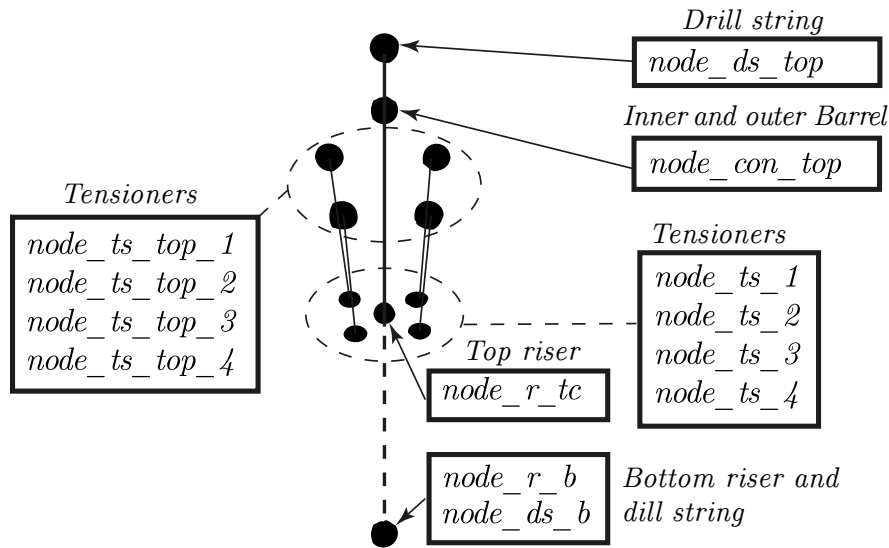 Drill string
node_ds_top
Inner and outer Barrel
node_con_top
Tensioners
node_ts_top_1
node_ts_top_2
node_ts_top_3
node_ts_top_4
Tensioners
node_ts_1
node_ts_2
node_ts_3
node_ts_4
Top riser
node_r_tc
node_r_b
node_ds_b
Bottom riser and
dill string